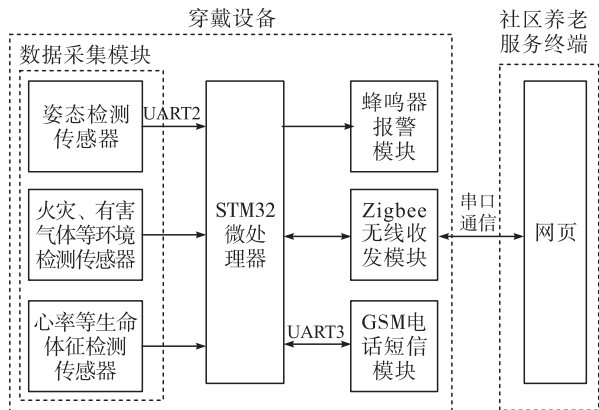 穿戴设备
社区养老
服务终端
数据采集模块
姿态检测
传感器
UART2
火灾、有害
气体等环境
检测传感器
心率等生命
体征检测
传感器
STM32
微处
理器
蜂鸣器
报警
模块
Zigbee
无线收
发模块
UART3
GSM电
话短信
模块
串口
通信
网页